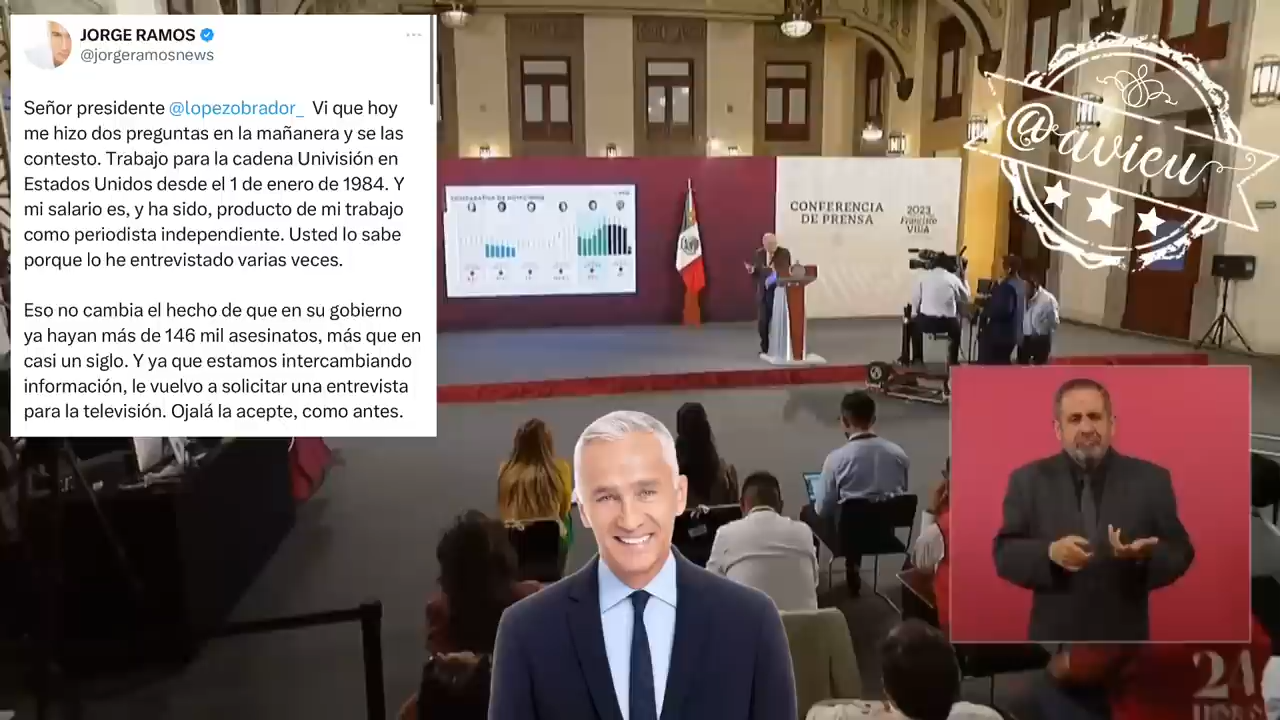 JORGE RAMOS
@jorgeramosnews
Señor presidente @lopezobrador_ Vi que hoy
me hizo dos preguntas en la mañanera y se las
contesto. Trabajo para la cadena Univisión en
Estados Unidos desde el 1 de enero de 1984. Y
mi salario es, y ha sido, producto de mi trabajo
como periodista independiente. Usted lo sabe
porque lo he entrevistado varias veces.
Eso no cambia el hecho de que en su gobierno
ya hayan más de 146 mil asesinatos, más que en
casi un siglo. Y ya que estamos intercambiando
información, le vuelvo a solicitar una entrevista
para la televisión. Ojalá la acepte, como antes.
CONFERENCIA
DE PRENSA
2023
Francisco
VILLA
@avieu
24